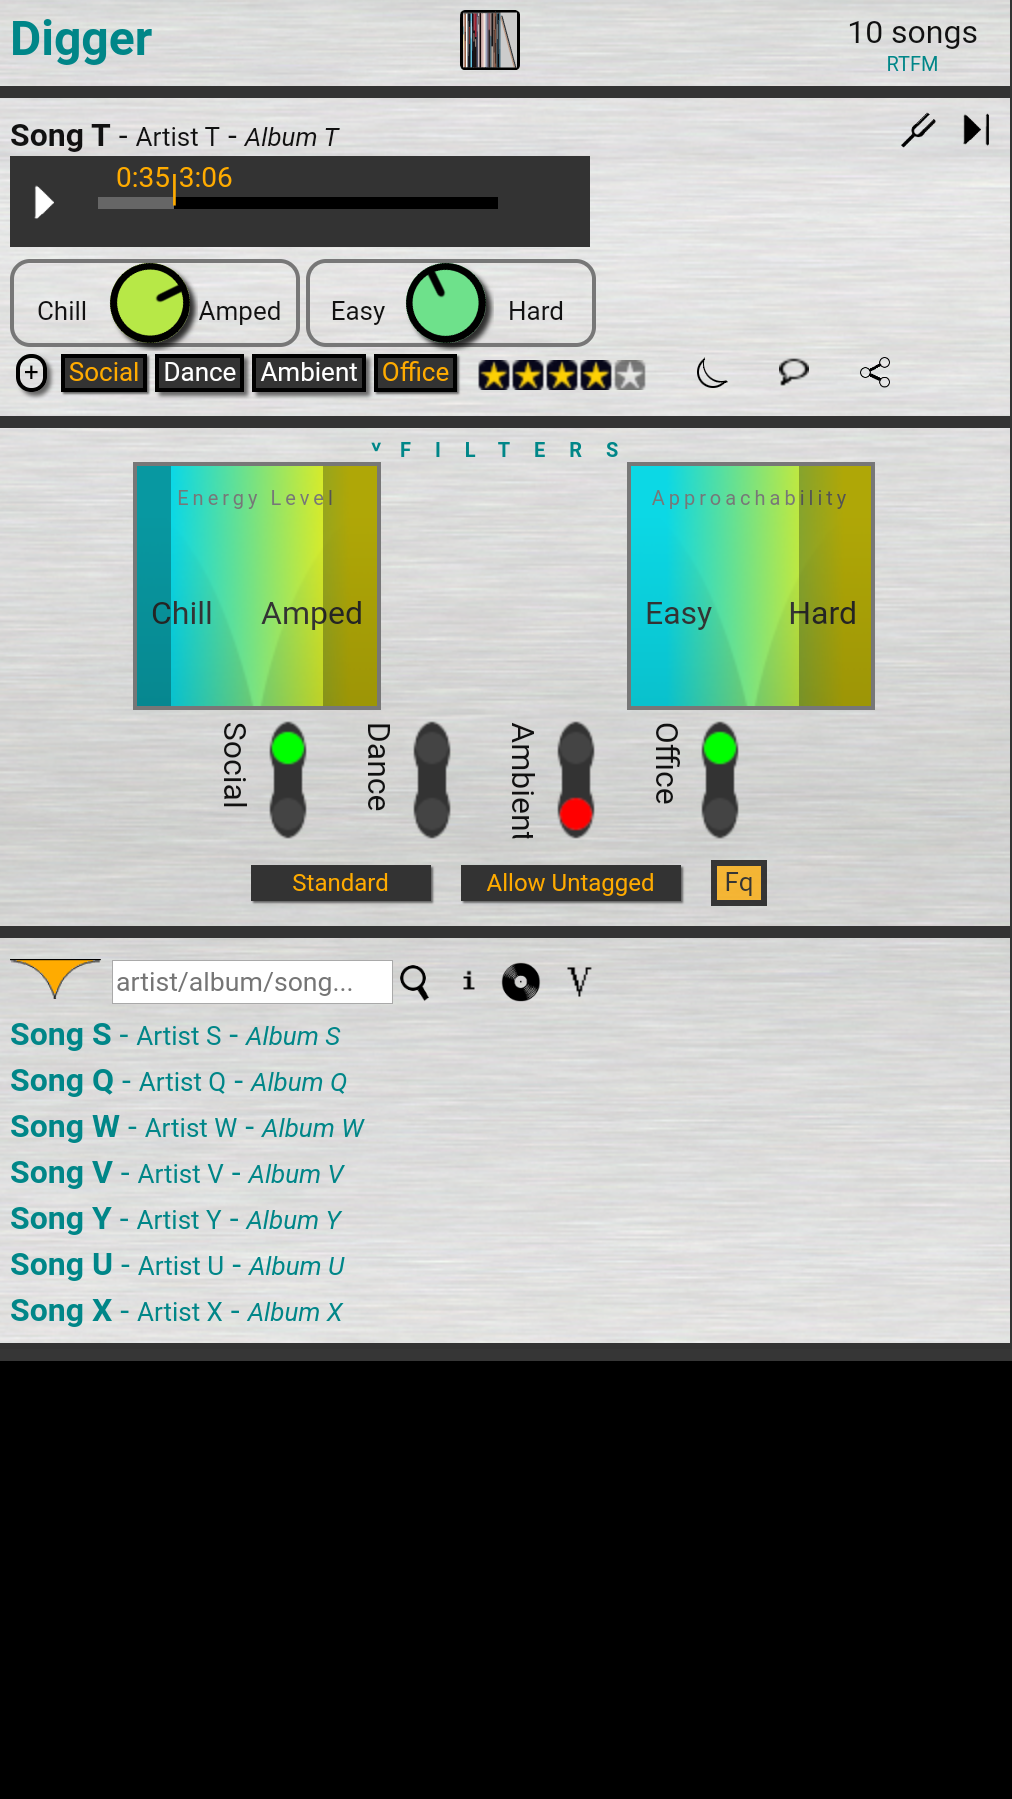 Digger
10 songs
RTFM
Song T - Artist T - Album T
0:35 3:06
Chill Amped Easy Hard
+ Social Dance Ambient Office
v FILTERS
Energy Level Approachability
Chill Amped Easy Hard
Social Dance Ambient Office
Standard Allow Untagged Fq
artist/album/song... i V
Song S - Artist S - Album S
Song Q - Artist Q - Album Q
Song W - Artist W - Album W
Song V - Artist V - Album V
Song Y - Artist Y - Album Y
Song U - Artist U - Album U
Song X - Artist X - Album X